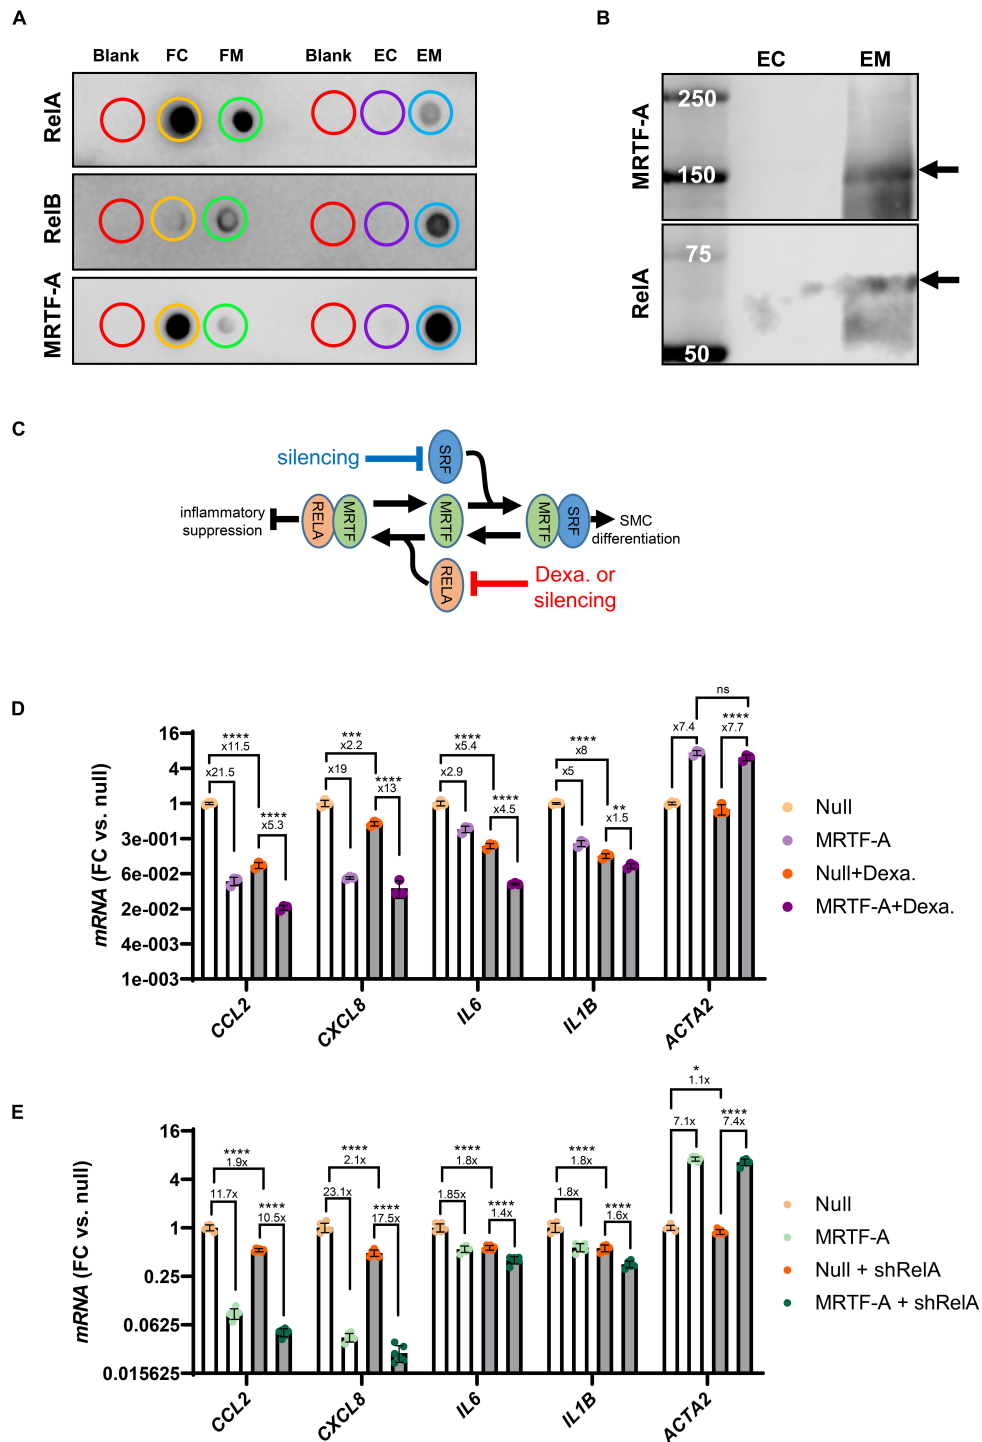 A
Blank FC FM Blank EC EM
RelA
RelB
MRTF-A
B
EC EM
MRTF-A
250
150
RelA
75
50
C
silencing
SRF
inflammatory
suppression
RELA MRTF
MRTF
MRTF SRF
SMC
differentiation
RELA
Dexa. or
silencing
D
mRNA (FC vs. null)
16
4
1
3e-001
6e-002
2e-002
4e-003
1e-003
****
x11.5
x21.5
****
x5.3
***
x2.2
x19
****
x13
****
x5.4
x2.9
****
x4.5
****
x8
x5
**
x1.5
ns
x7.4
****
x7.7
CCL2 CXCL8 IL6 IL1B ACTA2
Null
MRTF-A
Null+Dexa.
MRTF-A+Dexa.
E
mRNA (FC vs. null)
16
4
1
0.25
0.0625
0.015625
****
1.9x
11.7x
****
10.5x
****
2.1x
23.1x
****
17.5x
****
1.8x
1.85x
****
1.4x
****
1.8x
1.8x
****
1.6x
*
1.1x
7.1x
****
7.4x
CCL2 CXCL8 IL6 IL1B ACTA2
Null
MRTF-A
Null + shRelA
MRTF-A + shRelA